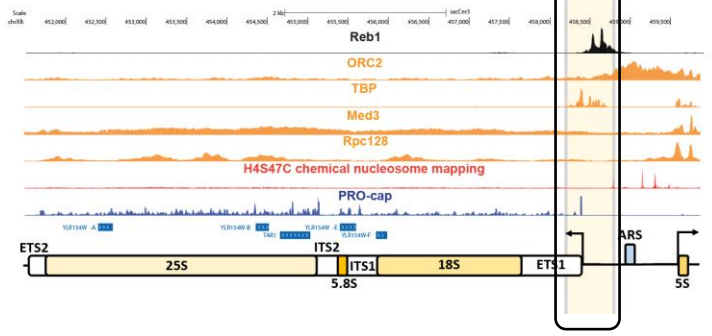 Scale 2 kb sacCer3
chrXII: 452,000 452,500 453,000 453,500 454,000 454,500 455,000 455,500 456,000 456,500 457,000 457,500 458,000 458,500 459,000 459,500
Reb1
ORC2
TBP
Med3
Rpc128
H4S47C chemical nucleosome mapping
PRO-cap
YLR154W -A YLR154W-B YLR154W -E
TAR1 YLR154W-F
ETS2 ITS2 ARS
25S ITS1 18S ETS1
5.8S 5S